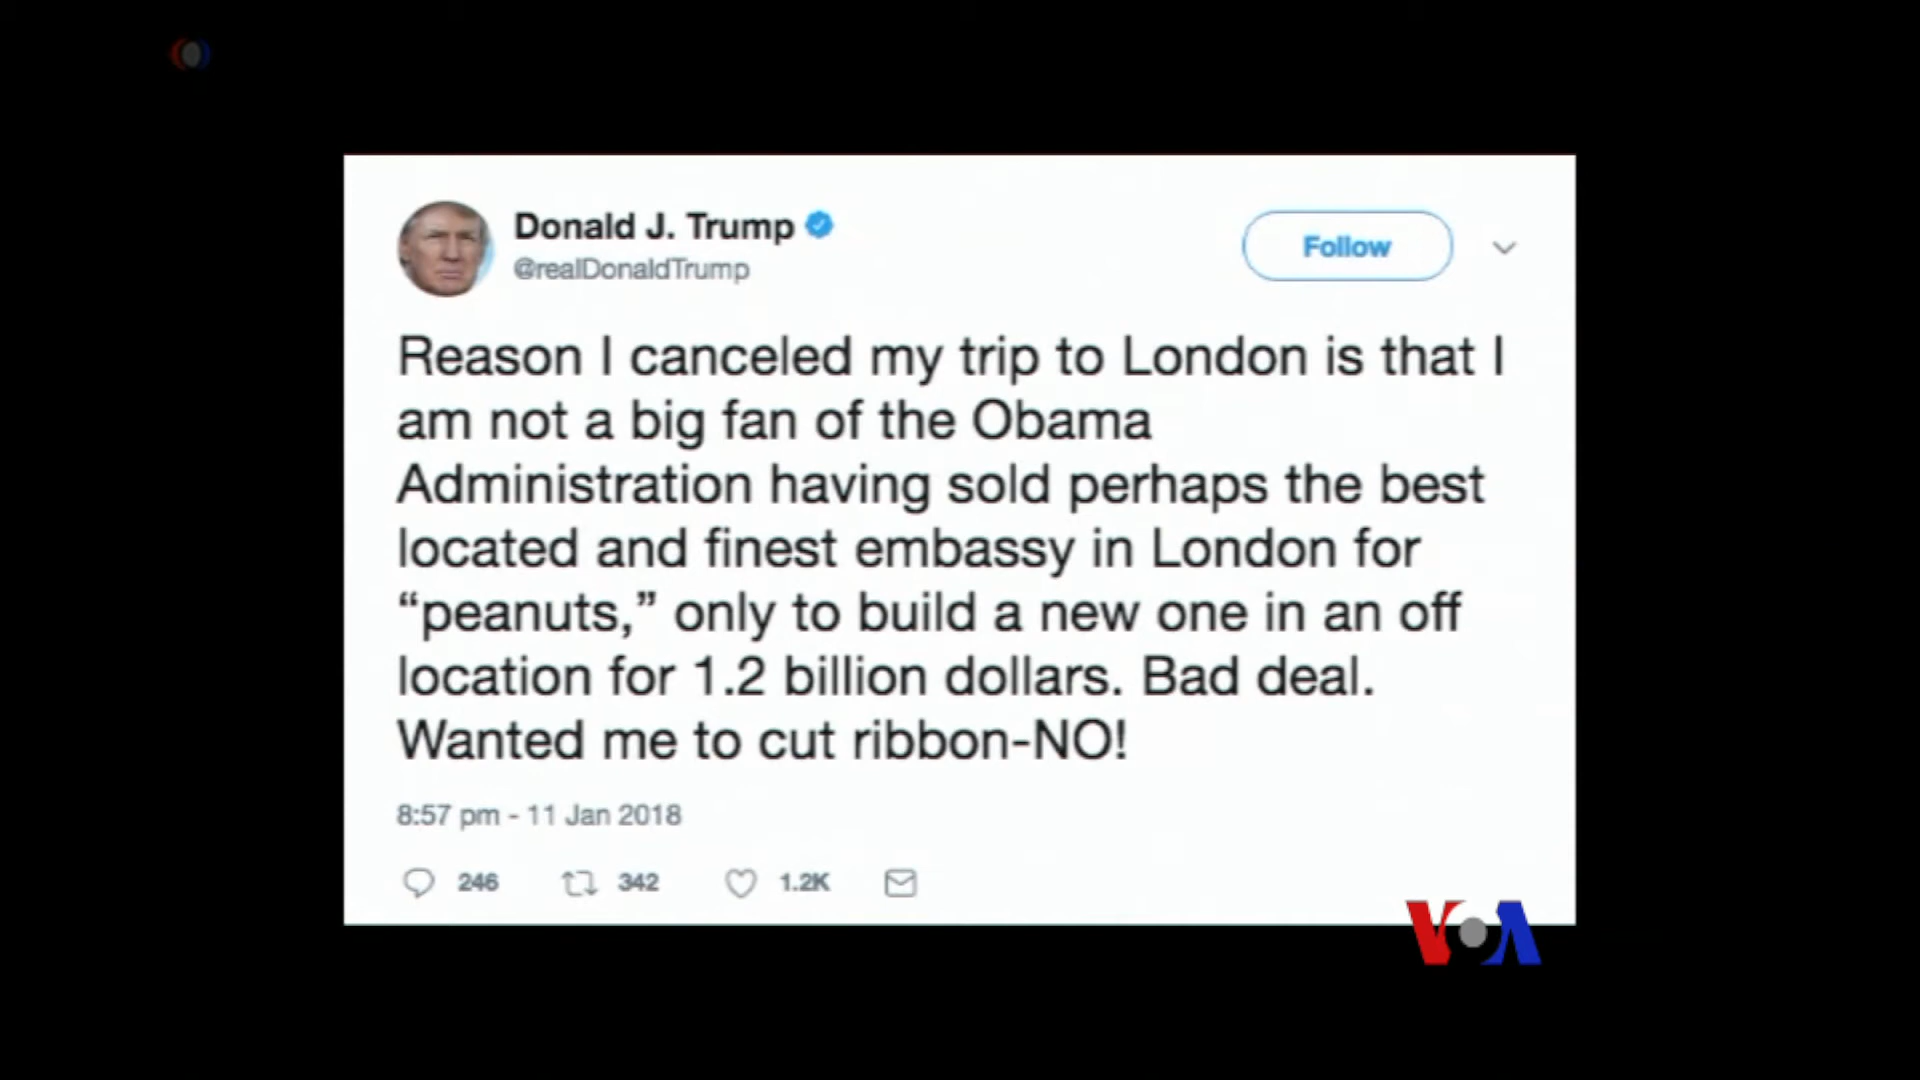 Donald J. Trump
@realDonaldTrump
Follow
Reason I canceled my trip to London is that I
am not a big fan of the Obama
Administration having sold perhaps the best
located and finest embassy in London for
“peanuts,” only to build a new one in an off
location for 1.2 billion dollars. Bad deal.
Wanted me to cut ribbon-NO!
8:57 pm - 11 Jan 2018
246 342 1.2K
VOA